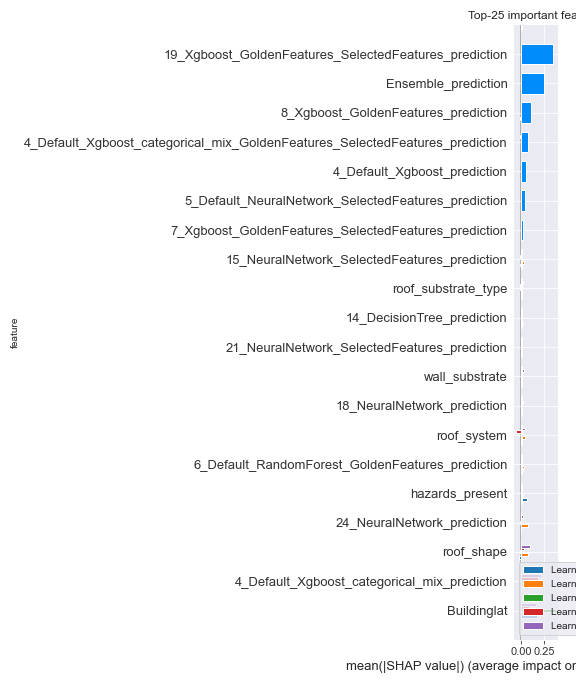 Top-25 important fea
19_Xgboost_GoldenFeatures_SelectedFeatures_prediction
Ensemble_prediction
8_Xgboost_GoldenFeatures_prediction
4_Default_Xgboost_categorical_mix_GoldenFeatures_SelectedFeatures_prediction
4_Default_Xgboost_prediction
5_Default_NeuralNetwork_SelectedFeatures_prediction
7_Xgboost_GoldenFeatures_SelectedFeatures_prediction
15_NeuralNetwork_SelectedFeatures_prediction
roof_substrate_type
14_DecisionTree_prediction
21_NeuralNetwork_SelectedFeatures_prediction
wall_substrate
18_NeuralNetwork_prediction
roof_system
6_Default_RandomForest_GoldenFeatures_prediction
hazards_present
24_NeuralNetwork_prediction
roof_shape
4_Default_Xgboost_categorical_mix_prediction
Buildinglat
feature
Learn
Learn
Learn
Learn
Learn
0.00 0.25
mean(|SHAP value|) (average impact or